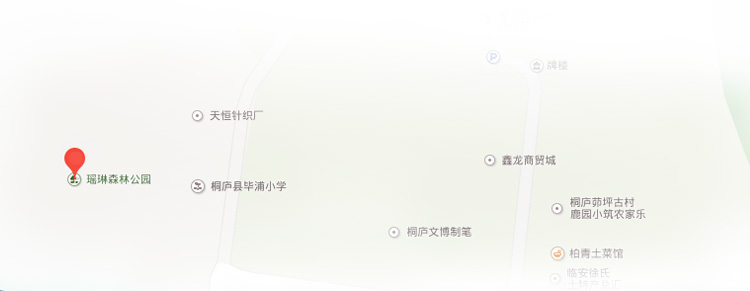 P
牌楼
天恒针织厂
鑫龙商贸城
瑶琳森林公园
桐庐县毕浦小学
桐庐茆坪古村
鹿园小筑农家乐
桐庐文博制笔
柏青土菜馆
临安徐氏